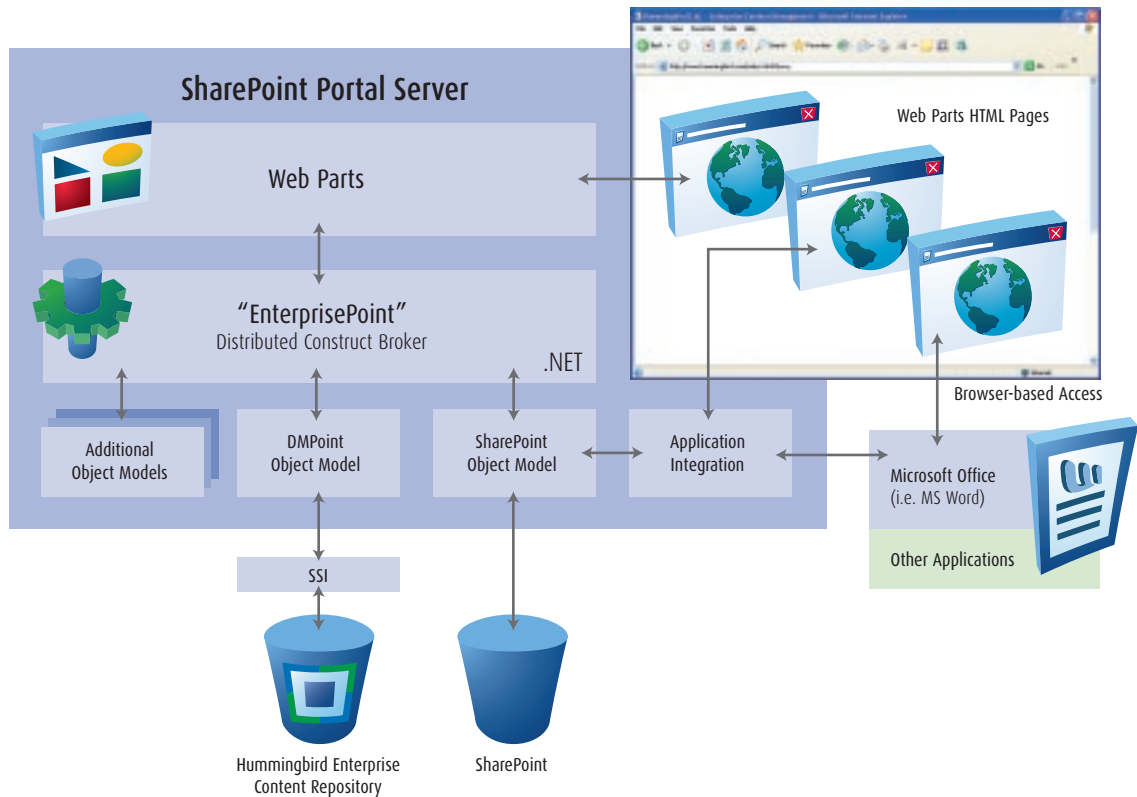 SharePoint Portal Server
Web Parts HTML Pages
Web Parts
“EnterprisePoint”
Distributed Construct Broker
.NET
Browser-based Access
Additional
Object Models
DMPoint
Object Model
SharePoint
Object Model
Application
Integration
Microsoft Office
(i.e. MS Word)
Other Applications
SSI
Hummingbird Enterprise
Content Repository
SharePoint